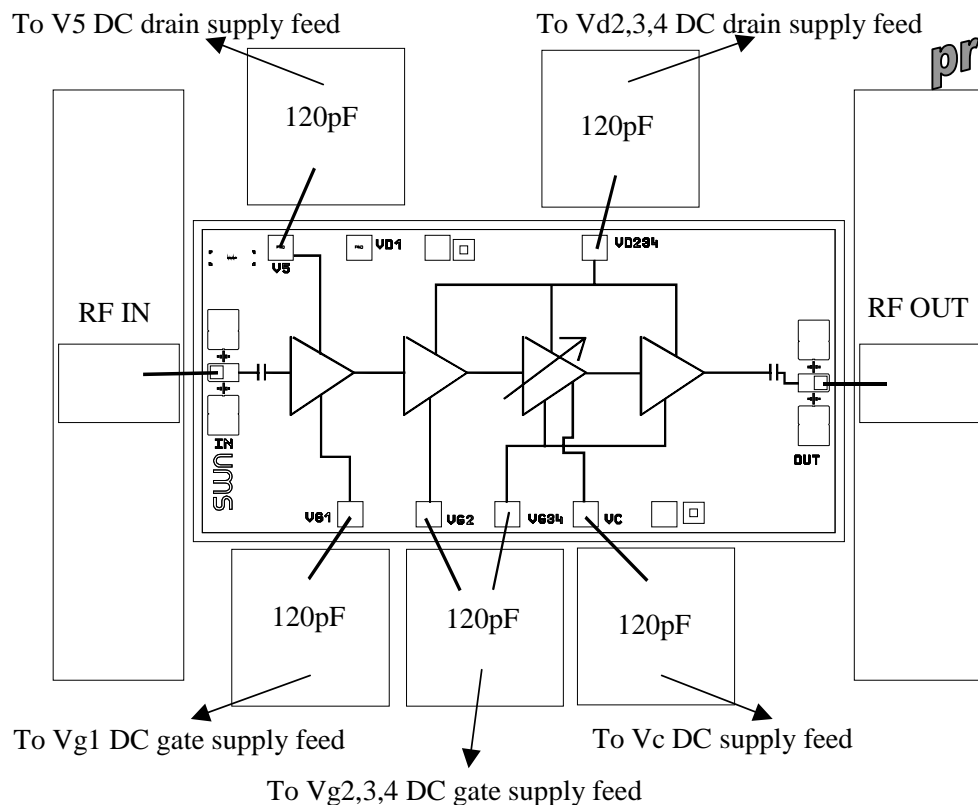 To V5 DC drain supply feed
To Vd2,3,4 DC drain supply feed
pr
120pF
120pF
VD1
VD234
V5
RF IN
RF OUT
IN
OUT
ums
VG1
VG2
VG34
VC
120pF
120pF
120pF
To Vg1 DC gate supply feed
To Vc DC supply feed
To Vg2,3,4 DC gate supply feed